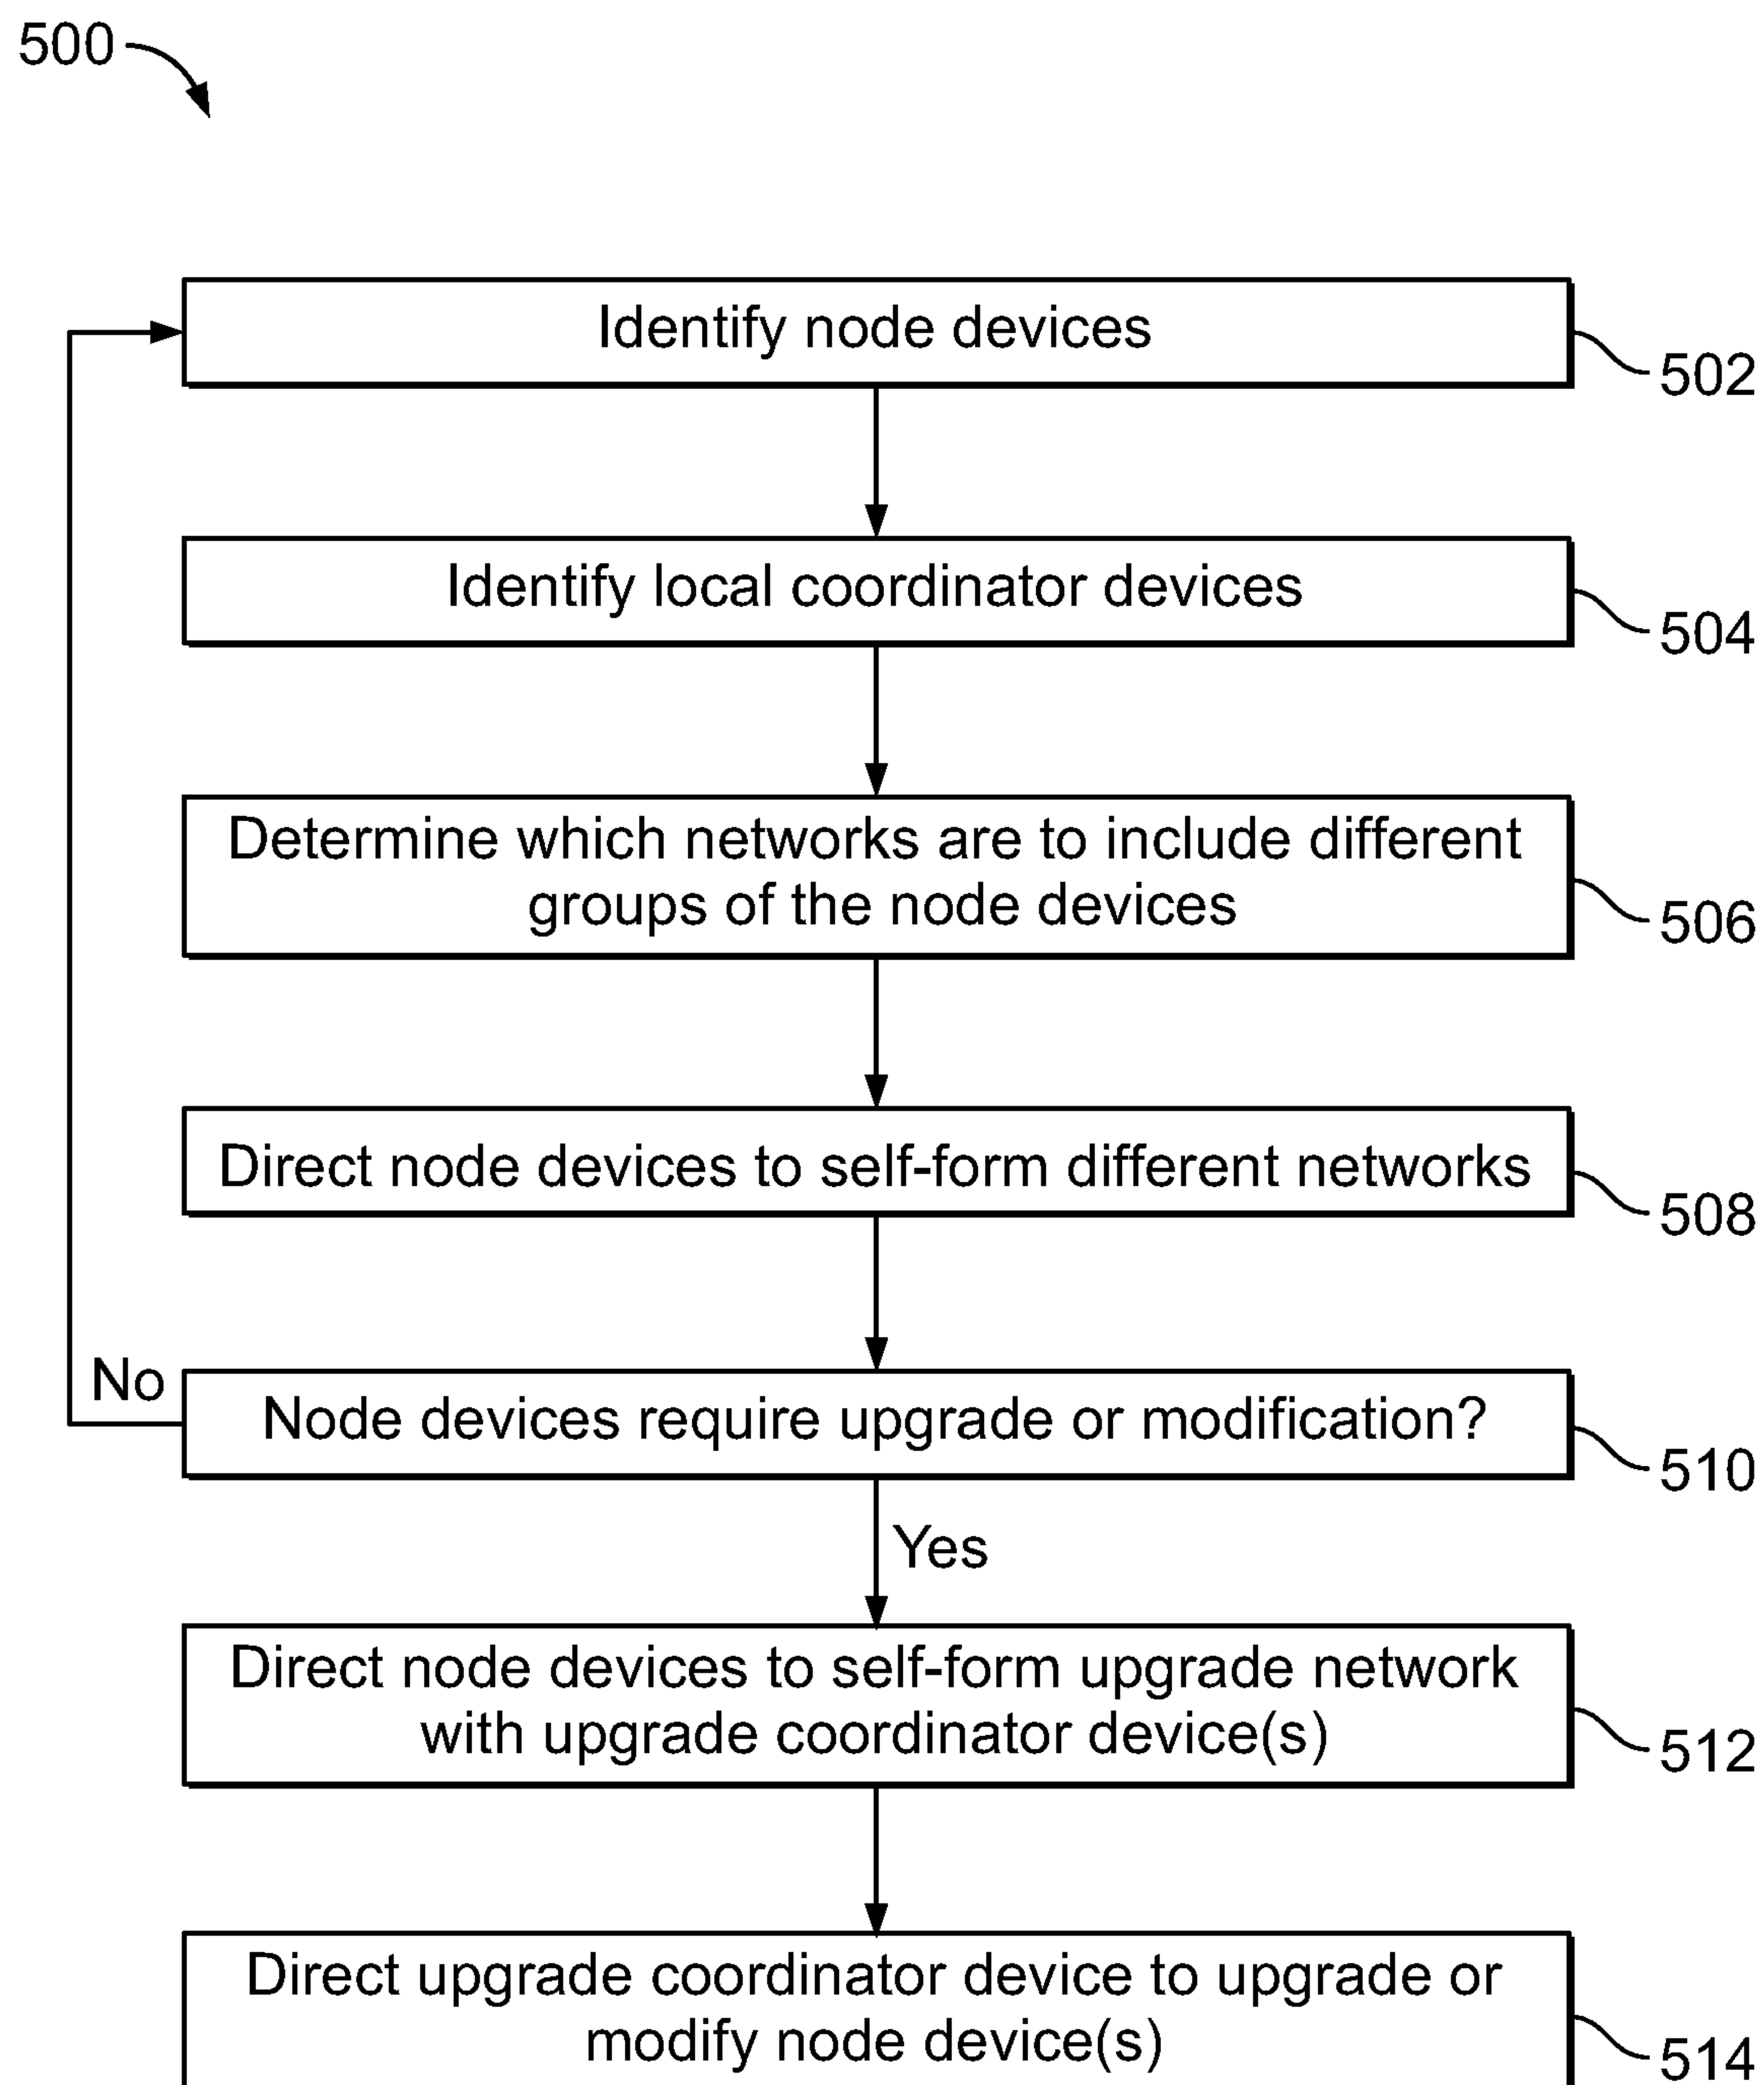 500
Identify node devices
502
Identify local coordinator devices
504
Determine which networks are to include different
groups of the node devices
506
Direct node devices to self-form different networks
508
No
Node devices require upgrade or modification?
510
Yes
Direct node devices to self-form upgrade network
with upgrade coordinator device(s)
512
Direct upgrade coordinator device to upgrade or
modify node device(s)
514